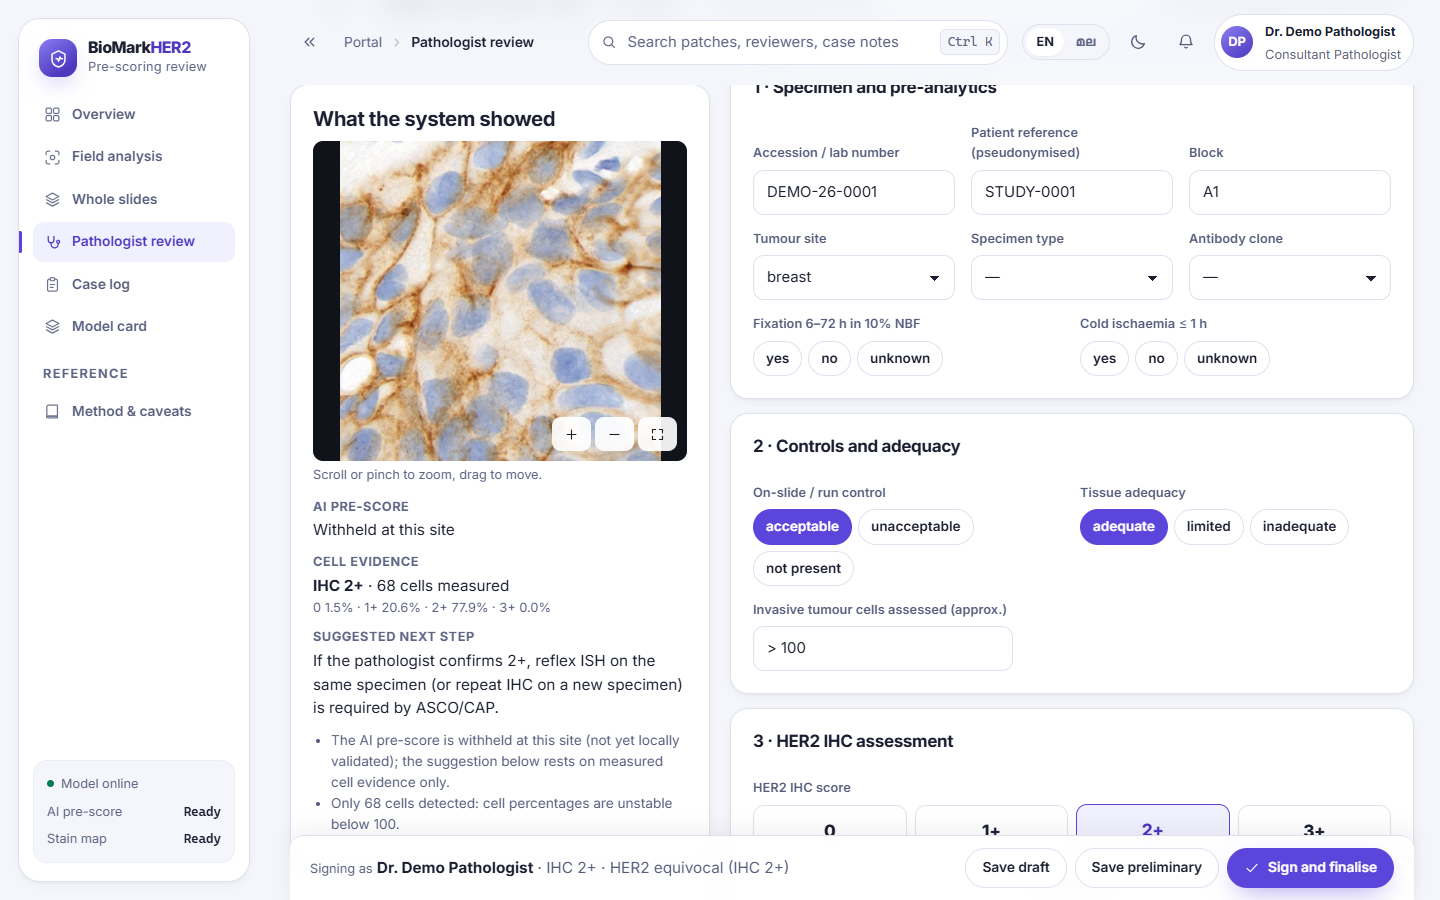 BioMarkHER2
Pre-scoring review
Overview
Field analysis
Whole slides
Pathologist review
Case log
Model card
REFERENCE
Method & caveats
Model online
AI pre-score Ready
Stain map Ready
Portal > Pathologist review
Search patches, reviewers, case notes
Ctrl K
EN മല
DP
Dr. Demo Pathologist
Consultant Pathologist
What the system showed
Scroll or pinch to zoom, drag to move.
AI PRE-SCORE
Withheld at this site
CELL EVIDENCE
IHC 2+ · 68 cells measured
0 1.5% · 1+ 20.6% · 2+ 77.9% · 3+ 0.0%
SUGGESTED NEXT STEP
If the pathologist confirms 2+, reflex ISH on the
same specimen (or repeat IHC on a new specimen)
is required by ASCO/CAP.
• The AI pre-score is withheld at this site (not yet locally
validated); the suggestion below rests on measured
cell evidence only.
• Only 68 cells detected: cell percentages are unstable
below 100.
1 · Specimen and pre-analytics
Accession / lab number
DEMO-26-0001
Patient reference
(pseudonymised)
STUDY-0001
Block
A1
Tumour site
breast
Specimen type
—
Antibody clone
—
Fixation 6–72 h in 10% NBF
yes no unknown
Cold ischaemia ≤ 1 h
yes no unknown
2 · Controls and adequacy
On-slide / run control
acceptable unacceptable
not present
Tissue adequacy
adequate limited inadequate
Invasive tumour cells assessed (approx.)
> 100
3 · HER2 IHC assessment
HER2 IHC score
0 1+ 2+ 3+
Signing as Dr. Demo Pathologist · IHC 2+ · HER2 equivocal (IHC 2+)
Save draft
Save preliminary
Sign and finalise